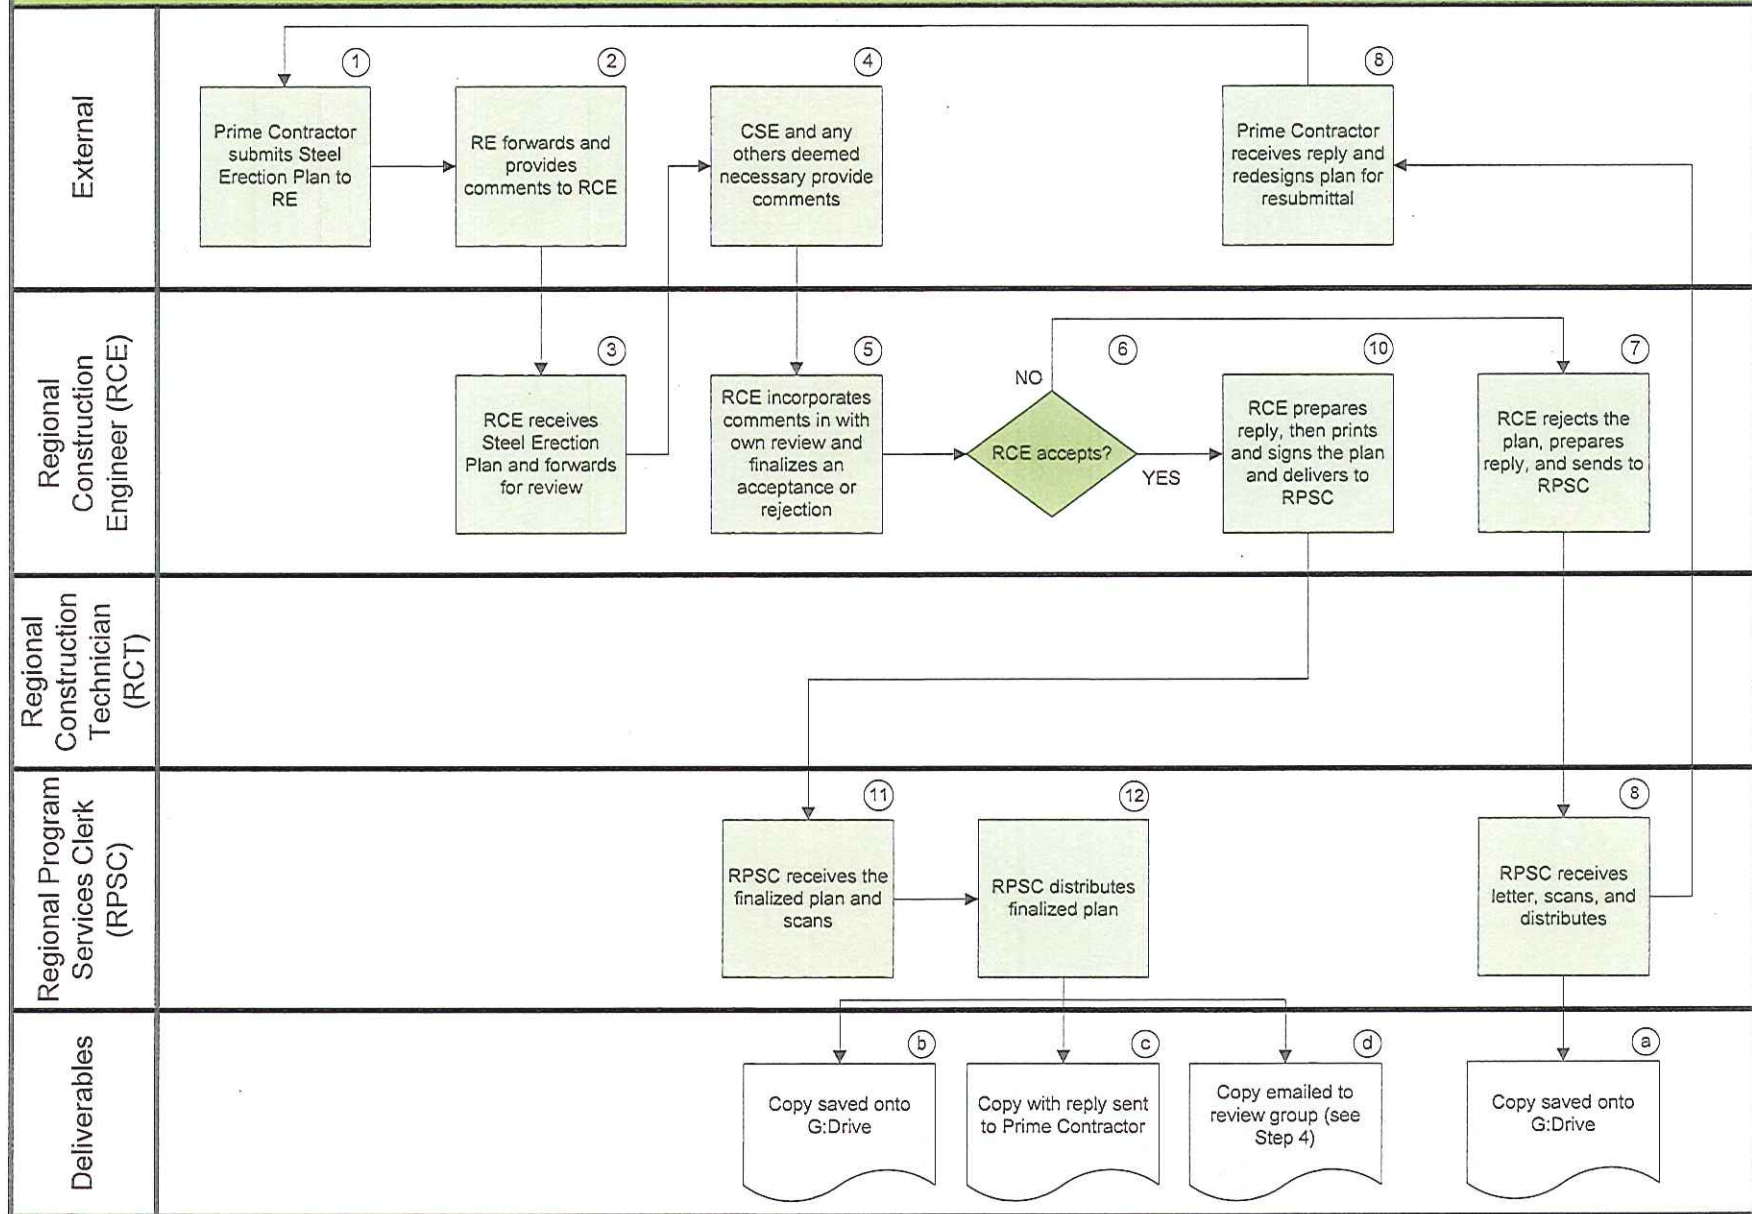 External
1
Prime Contractor
submits Steel
Erection Plan to
RE
2
RE forwards and
provides
comments to RCE
4
CSE and any
others deemed
necessary provide
comments
8
Prime Contractor
receives reply and
redesigns plan for
resubmittal
Regional
Construction
Engineer (RCE)
3
RCE receives
Steel Erection
Plan and forwards
for review
5
RCE incorporates
comments in with
own review and
finalizes an
acceptance or
rejection
6
NO
RCE accepts?
YES
10
RCE prepares
reply, then prints
and signs the plan
and delivers to
RPSC
7
RCE rejects the
plan, prepares
reply, and sends to
RPSC
Regional
Construction
Technician
(RCT)
Regional Program
Services Clerk
(RPSC)
11
RPSC receives the
finalized plan and
scans
12
RPSC distributes
finalized plan
8
RPSC receives
letter, scans, and
distributes
Deliverables
b
Copy saved onto
G:Drive
c
Copy with reply sent
to Prime Contractor
d
Copy emailed to
review group (see
Step 4)
a
Copy saved onto
G:Drive